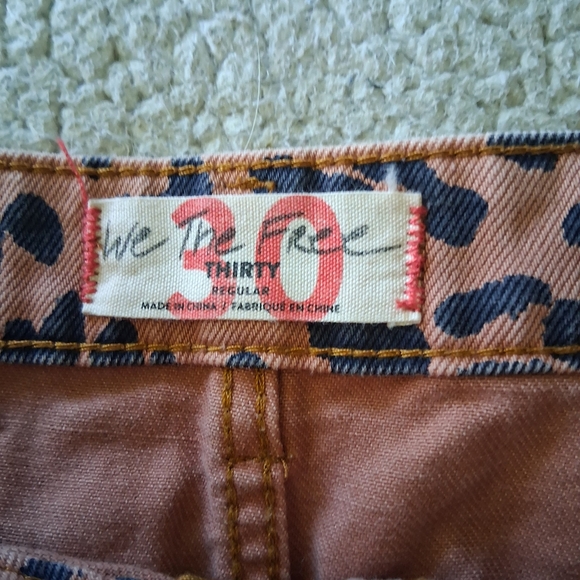 We The Free
30
THIRTY
REGULAR
MADE IN CHINA / FABRIQUÉ EN CHINE